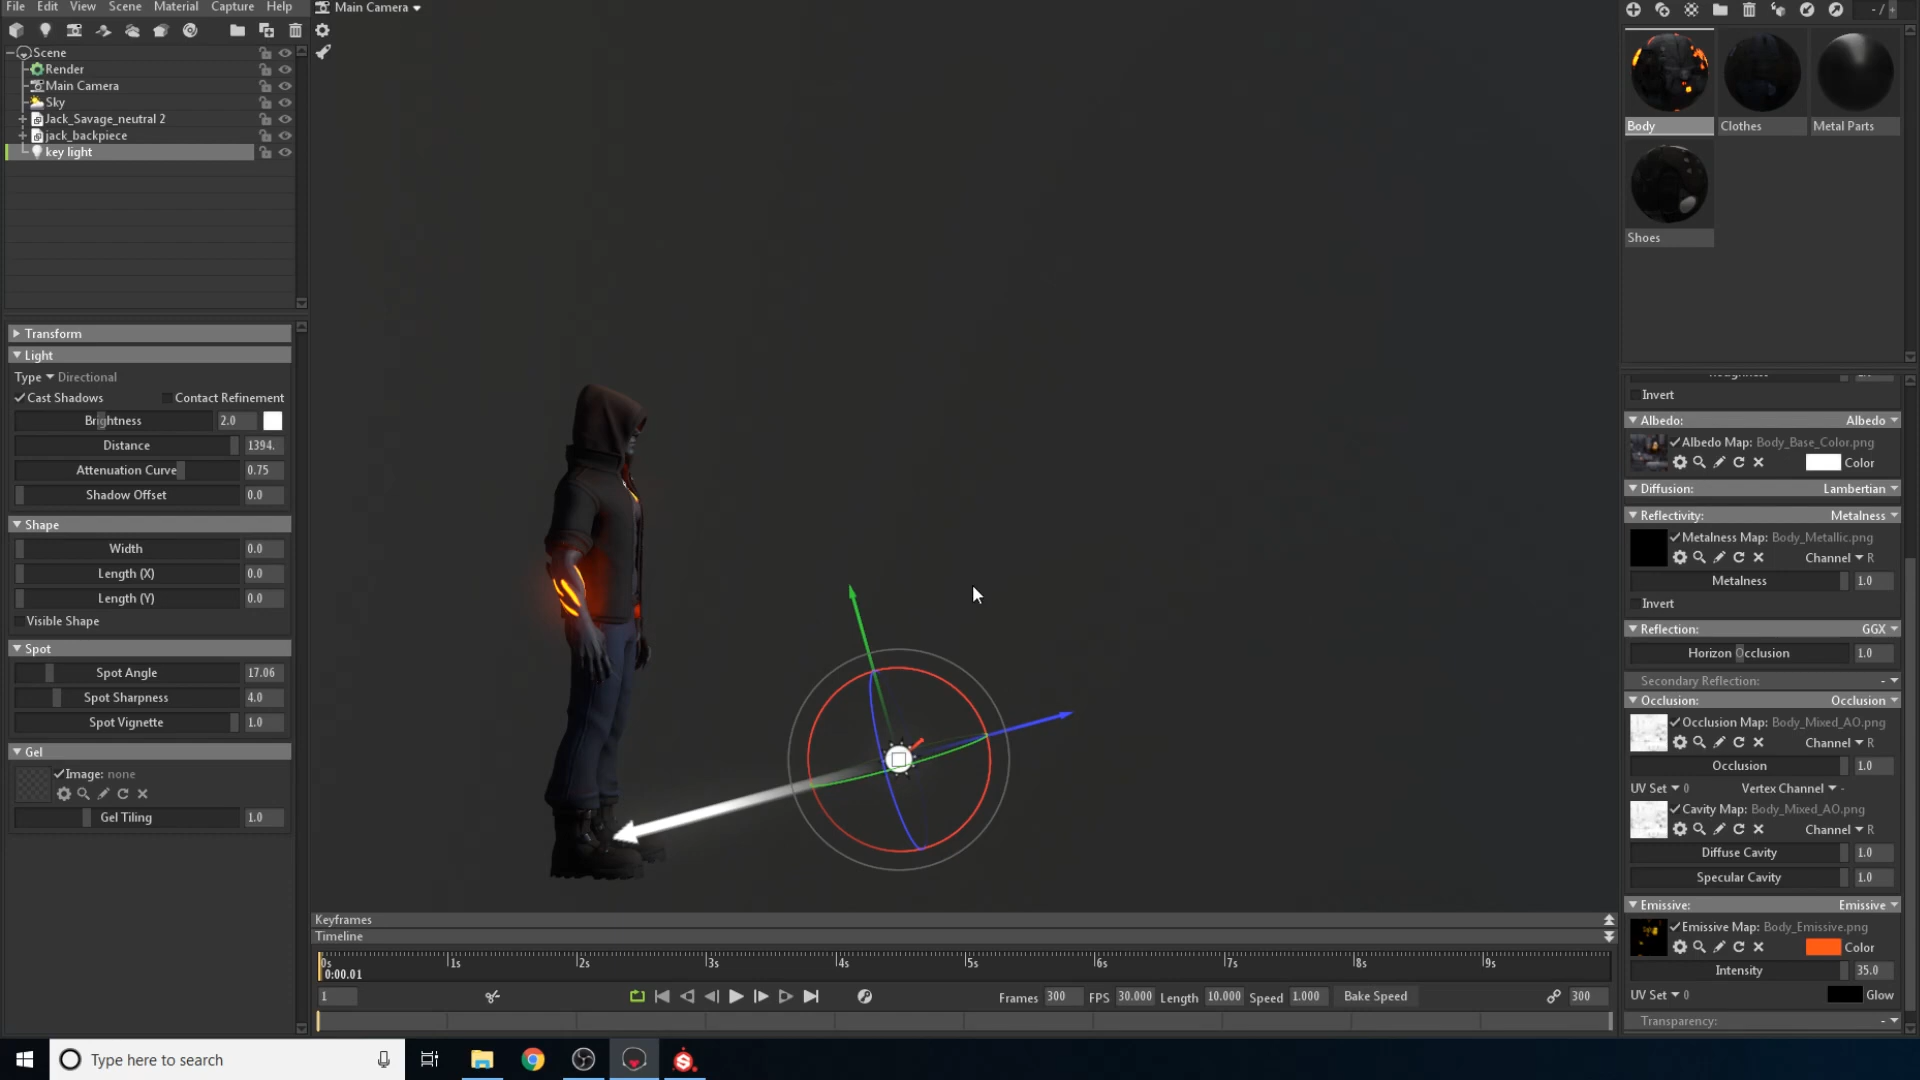 File Edit View Scene Material Capture Help
Main Camera
Scene
Render
Main Camera
Sky
Jack_Savage_neutral 2
jack_backpiece
key light
Transform
Light
Type Directional
Cast Shadows Contact Refinement
Brightness 2.0
Distance 1394.
Attenuation Curve 0.75
Shadow Offset 0.0
Shape
Width 0.0
Length (X) 0.0
Length (Y) 0.0
Visible Shape
Spot
Spot Angle 17.06
Spot Sharpness 4.0
Spot Vignette 1.0
Gel
Image: none
Gel Tiling 1.0
Keyframes
Timeline
0s 1s 2s 3s 4s 5s 6s 7s 8s 9s
0:00.01
1 Frames 300 FPS 30.000 Length 10.000 Speed 1.000 Bake Speed 300
- /
Body Clothes Metal Parts
Shoes
Invert
Albedo: Albedo
Albedo Map: Body_Base_Color.png
Color
Diffusion: Lambertian
Reflectivity: Metalness
Metalness Map: Body_Metallic.png
Channel R
Metalness 1.0
Invert
Reflection: GGX
Horizon Occlusion 1.0
Secondary Reflection: -
Occlusion: Occlusion
Occlusion Map: Body_Mixed_AO.png
Channel R
Occlusion 1.0
UV Set 0 Vertex Channel -
Cavity Map: Body_Mixed_AO.png
Channel R
Diffuse Cavity 1.0
Specular Cavity 1.0
Emissive: Emissive
Emissive Map: Body_Emissive.png
Color
Intensity 35.0
UV Set 0 Glow
Transparency: -
Type here to search